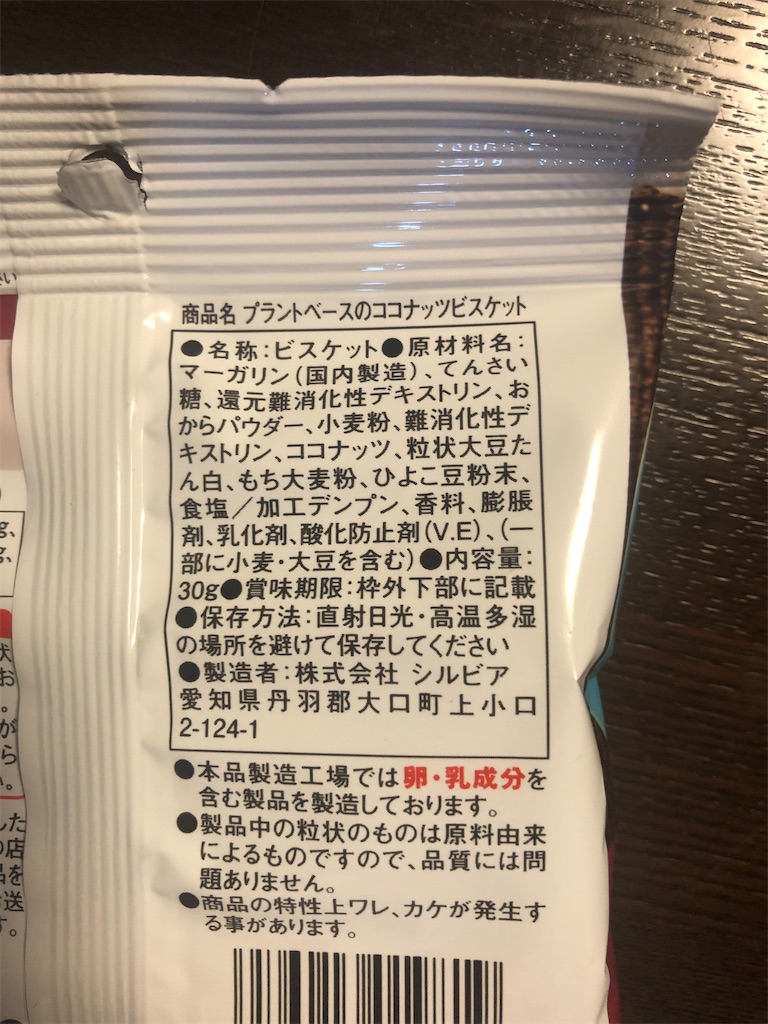 商品名 プラントベースのココナッツビスケット
●名称：ビスケット●原材料名：
マーガリン（国内製造）、てんさい
糖、還元難消化性デキストリン、お
からパウダー、小麦粉、難消化性デ
キストリン、ココナッツ、粒状大豆た
ん白、もち大麦粉、ひよこ豆粉末、
食塩／加工デンプン、香料、膨脹
剤、乳化剤、酸化防止剤（V.E）、（一
部に小麦・大豆を含む）●内容量：
30g●賞味期限：枠外下部に記載
●保存方法：直射日光・高温多湿
の場所を避けて保存してください
●製造者：株式会社 シルビア
愛知県丹羽郡大口町上小口
2-124-1
●本品製造工場では卵・乳成分を
含む製品を製造しております。
●製品中の粒状のものは原料由来
によるものですので、品質には問
題ありません。
●商品の特性上ワレ、カケが発生す
る事があります。